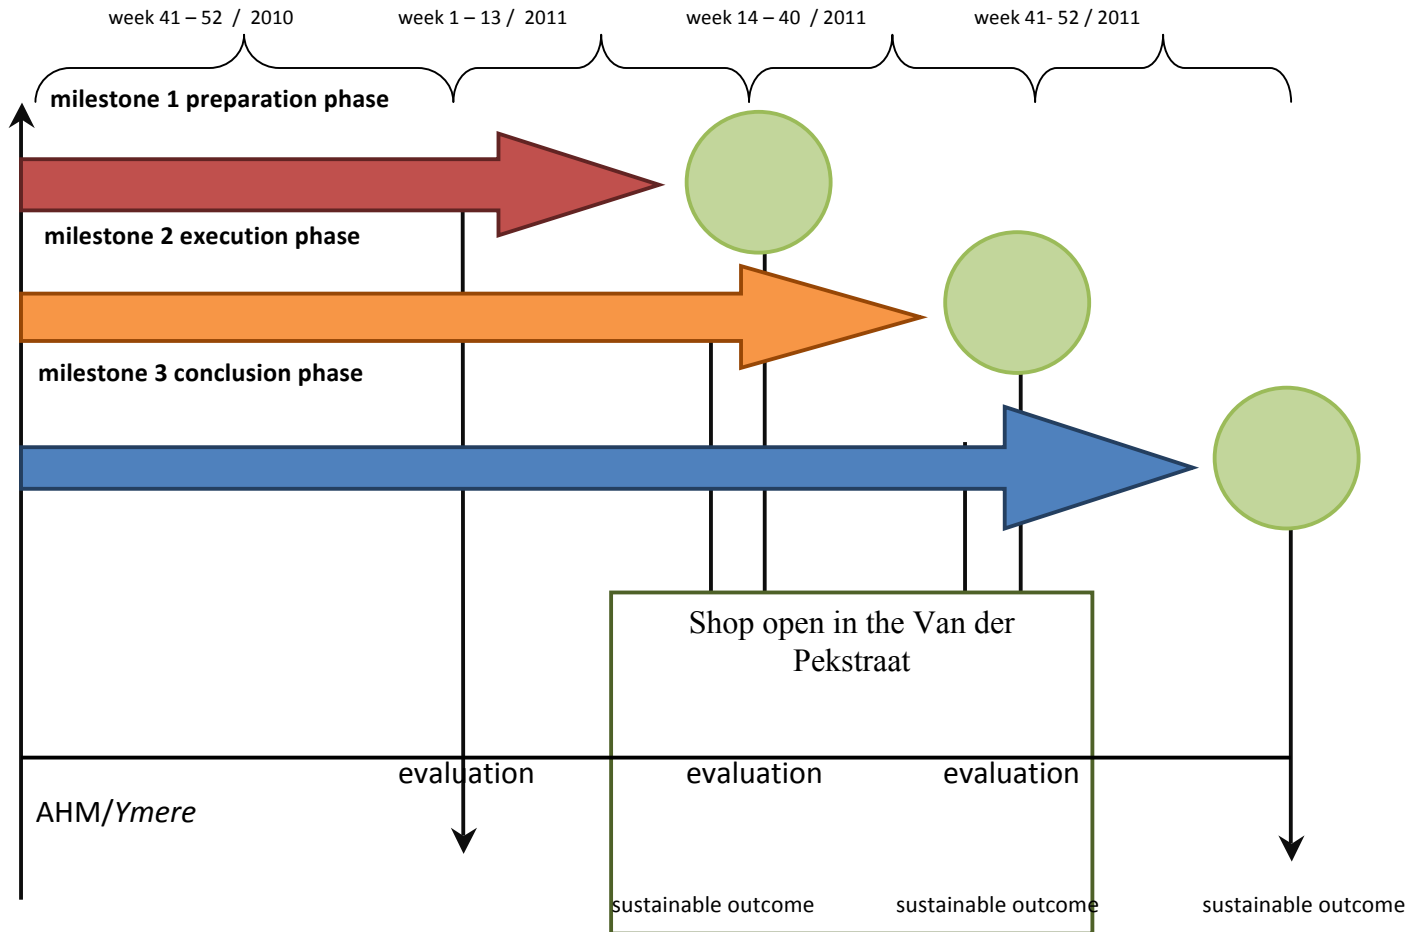 week 41 – 52 / 2010
week 1 – 13 / 2011
week 14 – 40 / 2011
week 41- 52 / 2011
milestone 1 preparation phase
milestone 2 execution phase
milestone 3 conclusion phase
Shop open in the Van der
Pekstraat
evaluation
evaluation
evaluation
AHM/Ymere
sustainable outcome
sustainable outcome
sustainable outcome